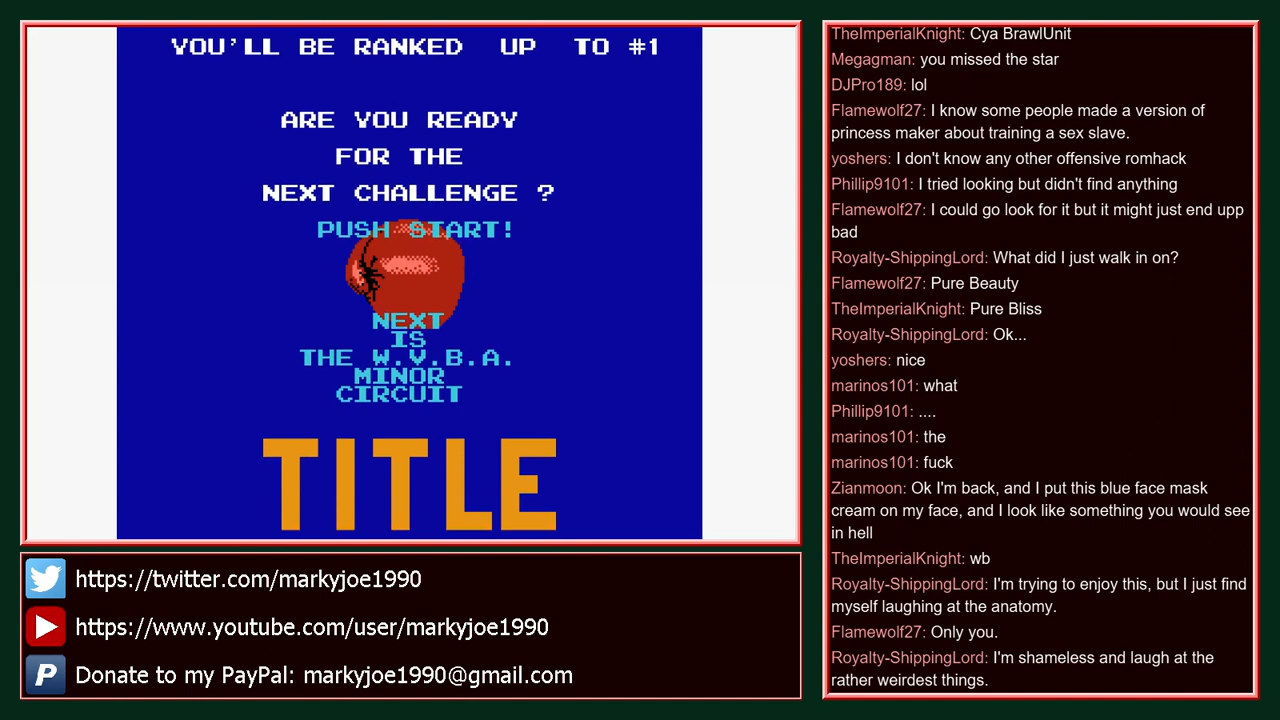 YOU'LL BE RANKED UP TO #1
ARE YOU READY
FOR THE
NEXT CHALLENGE ?
PUSH START!
NEXT
IS
THE W.V.B.A.
MINOR
CIRCUIT
TITLE
https://twitter.com/markyjoe1990
https://www.youtube.com/user/markyjoe1990
P
Donate to my PayPal: markyjoe1990@gmail.com
TheImperialKnight: Cya BrawlUnit
Megagman: you missed the star
DJPro189: lol
Flamewolf27: I know some people made a version of
princess maker about training a sex slave.
yoshers: I don't know any other offensive romhack
Phillip9101: I tried looking but didn't find anything
Flamewolf27: I could go look for it but it might just end upp
bad
Royalty-ShippingLord: What did I just walk in on?
Flamewolf27: Pure Beauty
TheImperialKnight: Pure Bliss
Royalty-ShippingLord: Ok...
yoshers: nice
marinos101: what
Phillip9101: ....
marinos101: the
marinos101: fuck
Zianmoon: Ok I'm back, and I put this blue face mask
cream on my face, and I look like something you would see
in hell
TheImperialKnight: wb
Royalty-ShippingLord: I'm trying to enjoy this, but I just find
myself laughing at the anatomy.
Flamewolf27: Only you.
Royalty-ShippingLord: I'm shameless and laugh at the
rather weirdest things.